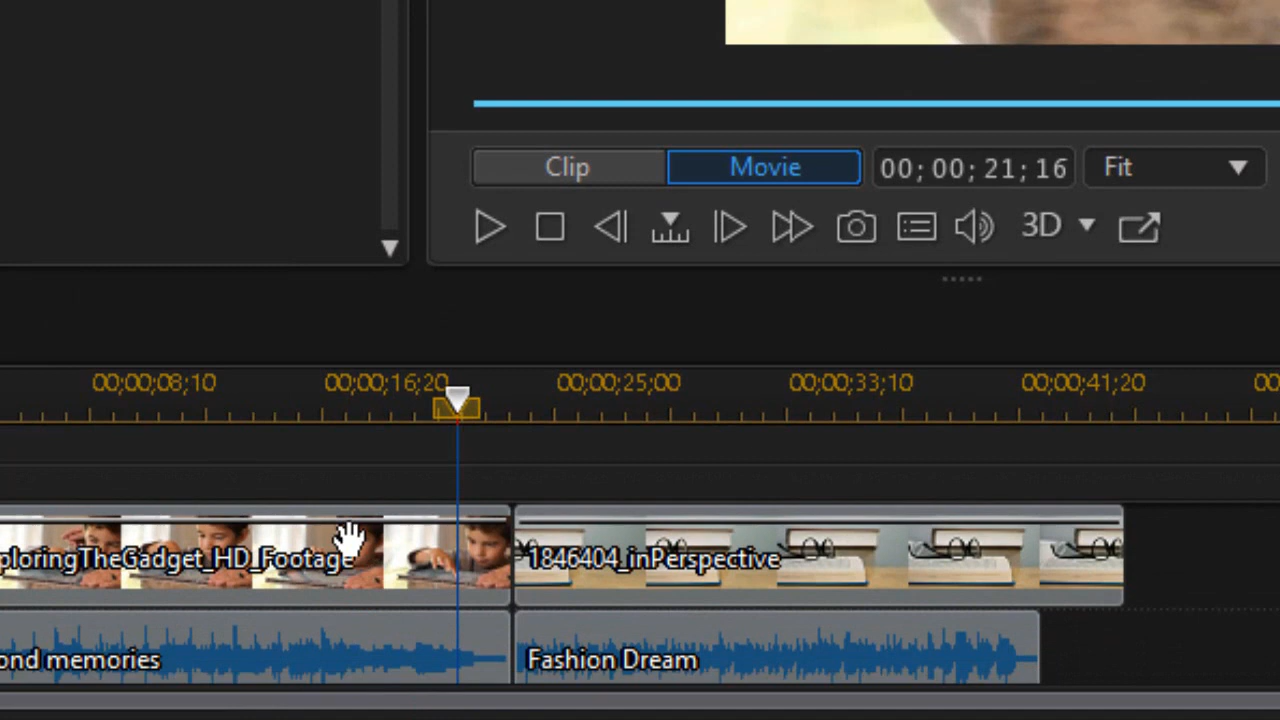 Clip Movie 00;00;21;16 Fit
3D
00;00;08;10 00;00;16;20 00;00;25;00 00;00;33;10 00;00;41;20 00
ploringTheGadget_HD_Footage 1846404_inPerspective
ond memories Fashion Dream